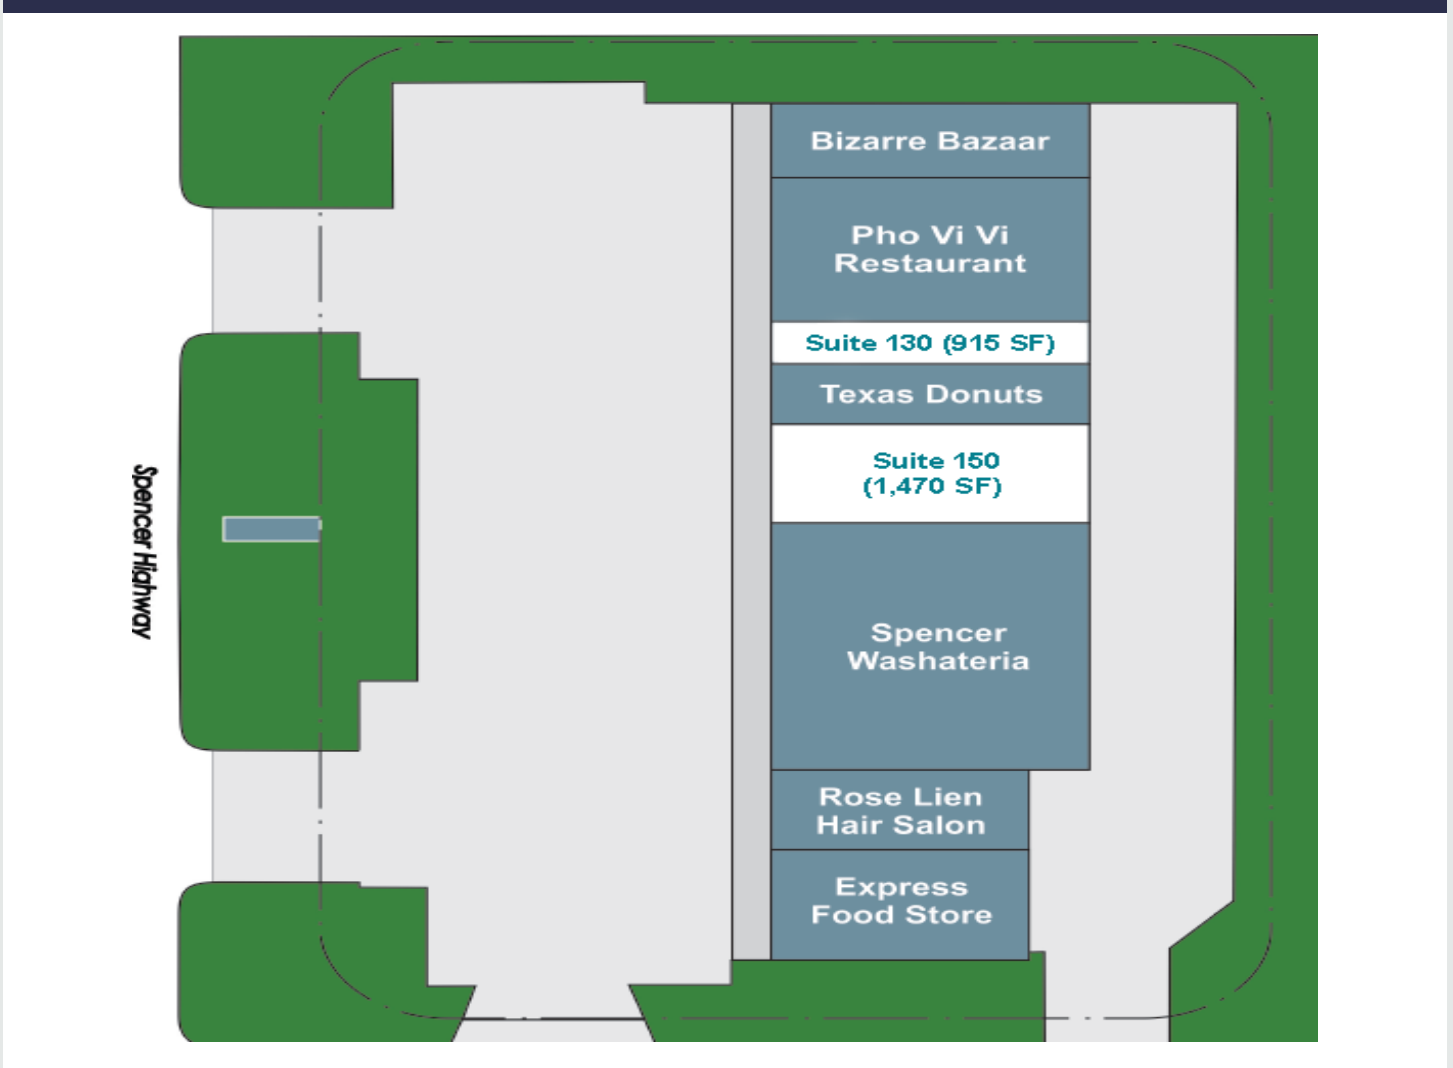 Bizarre Bazaar
Pho Vi Vi
Restaurant
Suite 130 (915 SF)
Texas Donuts
Suite 150
(1,470 SF)
Spencer Highway
Spencer
Washateria
Rose Lien
Hair Salon
Express
Food Store